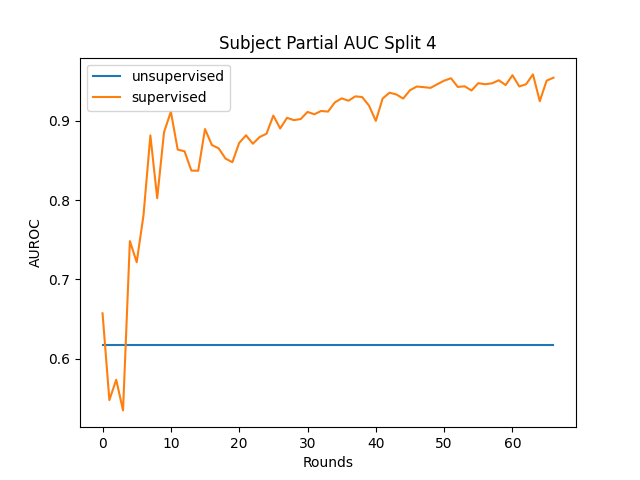 Subject Partial AUC Split 4
unsupervised
supervised
AUROC
0.9
0.8
0.7
0.6
0 10 20 30 40 50 60
Rounds